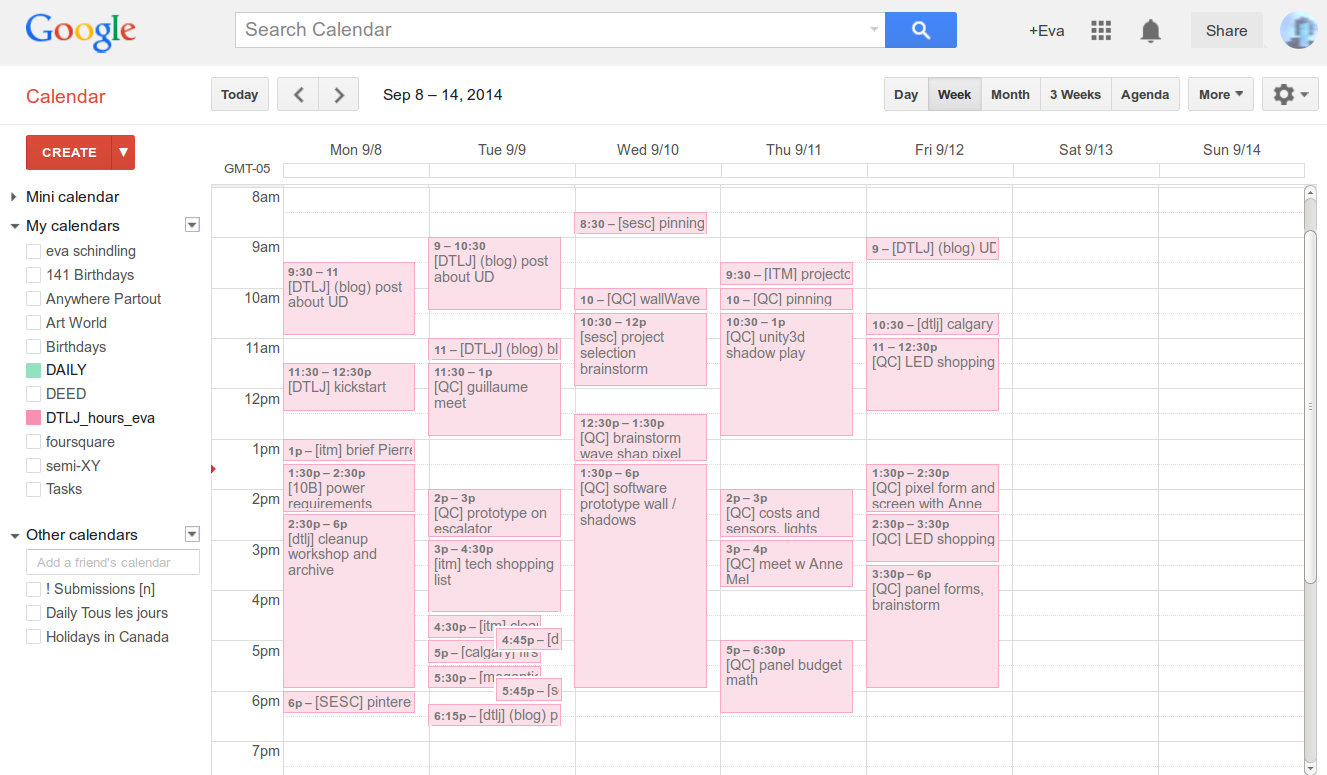 Google
Search Calendar
+Eva
Share
Calendar
Today
Sep 8 – 14, 2014
Day
Week
Month
3 Weeks
Agenda
More
CREATE
Mini calendar
My calendars
eva schindling
141 Birthdays
Anywhere Partout
Art World
Birthdays
DAILY
DEED
DTLJ_hours_eva
foursquare
semi-XY
Tasks
Other calendars
Add a friend's calendar
! Submissions [n]
Daily Tous les jours
Holidays in Canada
GMT-05
Mon 9/8
Tue 9/9
Wed 9/10
Thu 9/11
Fri 9/12
Sat 9/13
Sun 9/14
8am
9am
10am
11am
12pm
1pm
2pm
3pm
4pm
5pm
6pm
7pm
9:30 – 11
[DTLJ] (blog) post
about UD
11:30 – 12:30p
[DTLJ] kickstart
1p – [itm] brief Pierre
1:30p – 2:30p
[10B] power
requirements
2:30p – 6p
[dtlj] cleanup
workshop and
archive
6p – [SESC] pintere
9 – 10:30
[DTLJ] (blog) post
about UD
11 – [DTLJ] (blog) bl
11:30 – 1p
[QC] guillaume
meet
2p – 3p
[QC] prototype on
escalator
3p – 4:30p
[itm] tech shopping
list
4:30p – [itm]
4:45p – [d
5p – [calgary] firs
5:30p –
5:45p – [s
6:15p – [dtlj] (blog) p
8:30 – [sesc] pinning
10 – [QC] wallWave
10:30 – 12p
[sesc] project
selection
brainstorm
12:30p – 1:30p
[QC] brainstorm
wave shap pixel
1:30p – 6p
[QC] software
prototype wall /
shadows
9:30 – [ITM] projecto
10 – [QC] pinning
10:30 – 1p
[QC] unity3d
shadow play
2p – 3p
[QC] costs and
sensors, lights
3p – 4p
[QC] meet w Anne
Mel
5p – 6:30p
[QC] panel budget
math
9 – [DTLJ] (blog) UD
10:30 – [dtlj] calgary
11 – 12:30p
[QC] LED shopping
1:30p – 2:30p
[QC] pixel form and
screen with Anne
2:30p – 3:30p
[QC] LED shopping
3:30p – 6p
[QC] panel forms,
brainstorm